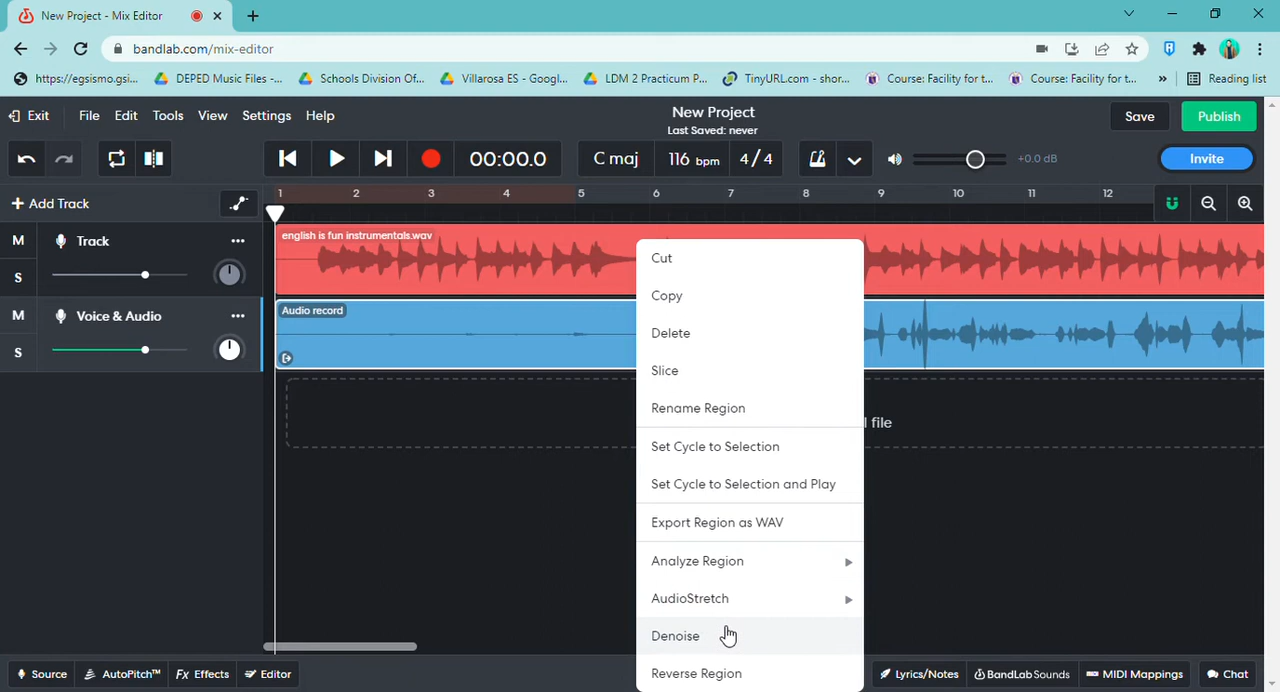 New Project - Mix Editor
bandlab.com/mix-editor
https://egsismo.gsi...
DEPED Music Files -...
Schools Division Of...
Villarosa ES - Googl...
LDM 2 Practicum P...
TinyURL.com - shor...
Course: Facility for t...
Course: Facility for t...
»
Reading list
Exit
File
Edit
Tools
View
Settings
Help
New Project
Last Saved: never
Save
Publish
00:00.0
C maj
116 bpm
4/4
+0.0 dB
Invite
+ Add Track
1 2 3 4 5 6 7 8 9 10 11 12
M
Track
S
english is fun instrumentals.wav
M
Voice & Audio
S
Audio record
l file
Cut
Copy
Delete
Slice
Rename Region
Set Cycle to Selection
Set Cycle to Selection and Play
Export Region as WAV
Analyze Region
AudioStretch
Denoise
Reverse Region
Source
AutoPitch™
Fx Effects
Editor
Lyrics/Notes
BandLab Sounds
MIDI Mappings
Chat